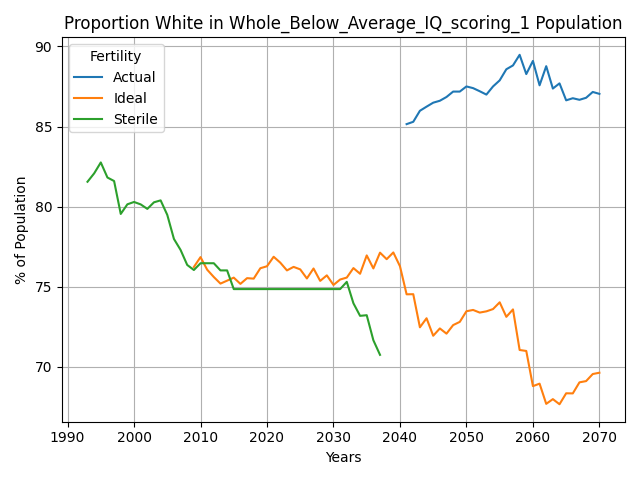 Proportion White in Whole_Below_Average_IQ_scoring_1 Population
Fertility
Actual
Ideal
Sterile
% of Population
90
85
80
75
70
1990
2000
2010
2020
2030
2040
2050
2060
2070
Years